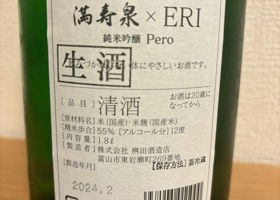 満寿泉×ERI
純米吟醸 Pero
生酒
体にやさしいお酒です。
お酒は20歳に
なってから
[品目]清酒
[原材料名]米(国産)・米麹(国産米)
[精米歩合]55% [アルコール分]12度
[内容量]1.8ℓ
[製造者]株式会社桝田酒造店
富山市東岩瀬町269番地
[製造年月] [保存方法]要冷蔵
2024.2